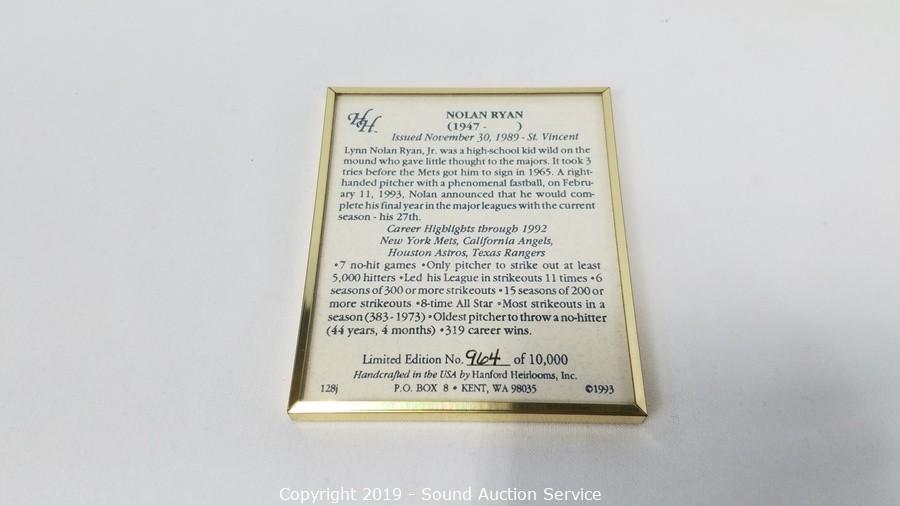 HH
NOLAN RYAN
(1947 - )
Issued November 30, 1989 - St. Vincent
Lynn Nolan Ryan, Jr. was a high-school kid wild on the
mound who gave little thought to the majors. It took 3
tries before the Mets got him to sign in 1965. A right-
handed pitcher with a phenomenal fastball, on Febru-
ary 11, 1993, Nolan announced that he would com-
plete his final year in the major leagues with the current
season - his 27th.
Career Highlights through 1992
New York Mets, California Angels,
Houston Astros, Texas Rangers
•7 no-hit games •Only pitcher to strike out at least
5,000 hitters •Led his League in strikeouts 11 times •6
seasons of 300 or more strikeouts •15 seasons of 200 or
more strikeouts •8-time All Star •Most strikeouts in a
season (383-1973) •Oldest pitcher to throw a no-hitter
(44 years, 4 months) •319 career wins.
Limited Edition No. 964 of 10,000
Handcrafted in the USA by Hanford Heirlooms, Inc.
128j P.O. BOX 8 • KENT, WA 98035 ©1993
Copyright 2019 - Sound Auction Service